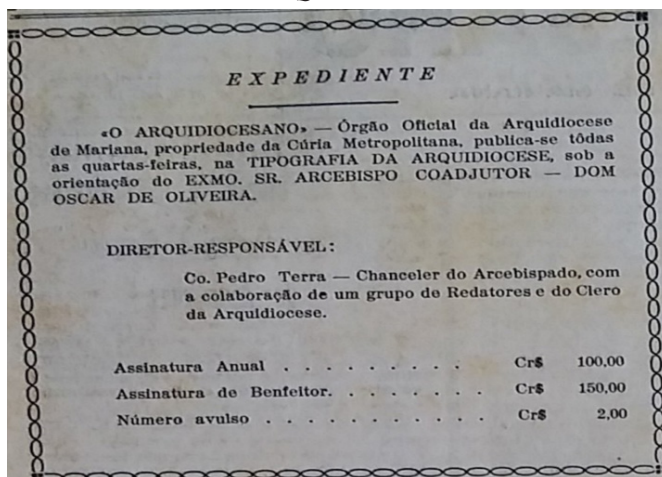 EXPEDIENTE
«O ARQUIDIOCESANO» — Órgão Oficial da Arquidiocese
de Mariana, propriedade da Cúria Metropolitana, publica-se tôdas
as quartas-feiras, na TIPOGRAFIA DA ARQUIDIOCESE, sob a
orientação do EXMO. SR. ARCEBISPO COADJUTOR — DOM
OSCAR DE OLIVEIRA.
DIRETOR-RESPONSÁVEL:
Co. Pedro Terra — Chanceler do Arcebispado, com
a colaboração de um grupo de Redatores e do Clero
da Arquidiocese.
Assinatura Anual . . . . . . . . . Cr$ 100,00
Assinatura de Benfeitor. . . . . . . Cr$ 150,00
Número avulso . . . . . . . . . . . Cr$ 2,00